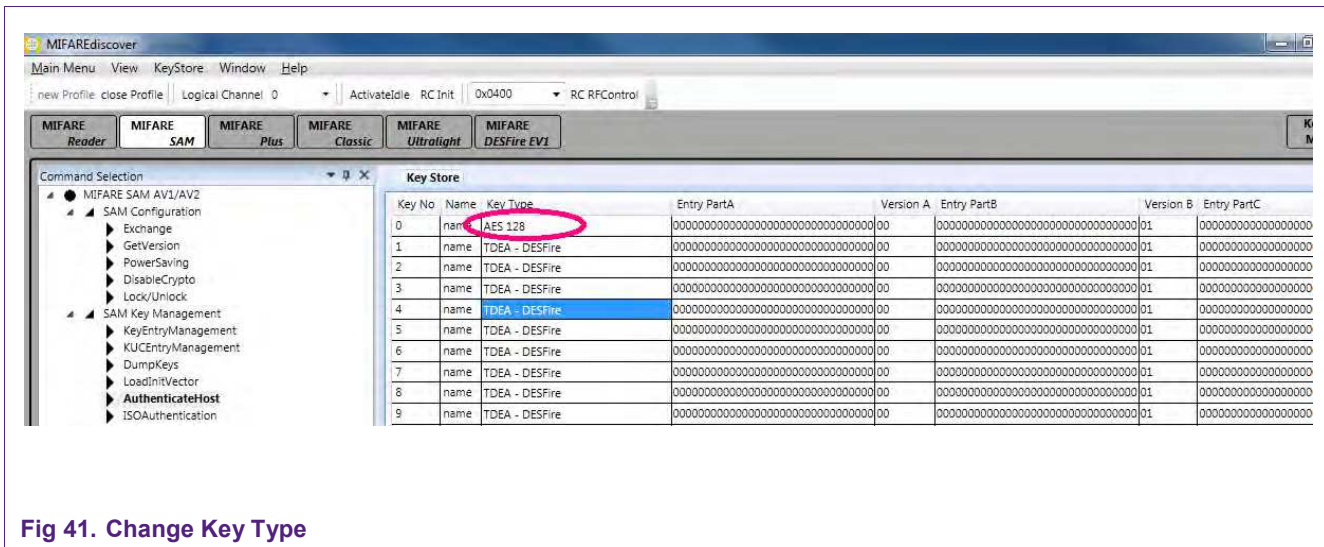 MIFAREdiscover
Main Menu View KeyStore Window Help
new Profile close Profile Logical Channel 0 ActivateIdle RC Init 0x0400 RC RFControl
MIFARE Reader MIFARE SAM MIFARE Plus MIFARE Classic MIFARE Ultralight MIFARE DESFire EV1
Command Selection
MIFARE SAM AV1/AV2
SAM Configuration
Exchange
GetVersion
PowerSaving
DisableCrypto
Lock/Unlock
SAM Key Management
KeyEntryManagement
KUCEntryManagement
DumpKeys
LoadInitVector
AuthenticateHost
ISOAuthentication
Key Store
Key No Name Key Type Entry PartA Version A Entry PartB Version B Entry PartC
0 name AES 128 00000000000000000000000000000000 00 00000000000000000000000000000000 01
1 name TDEA - DESFire 00000000000000000000000000000000 00 00000000000000000000000000000000 01
2 name TDEA - DESFire 00000000000000000000000000000000 00 00000000000000000000000000000000 01
3 name TDEA - DESFire 00000000000000000000000000000000 00 00000000000000000000000000000000 01
4 name TDEA - DESFire 00000000000000000000000000000000 00 00000000000000000000000000000000 01
5 name TDEA - DESFire 00000000000000000000000000000000 00 00000000000000000000000000000000 01
6 name TDEA - DESFire 00000000000000000000000000000000 00 00000000000000000000000000000000 01
7 name TDEA - DESFire 00000000000000000000000000000000 00 00000000000000000000000000000000 01
8 name TDEA - DESFire 00000000000000000000000000000000 00 00000000000000000000000000000000 01
9 name TDEA - DESFire 00000000000000000000000000000000 00 00000000000000000000000000000000 01
Fig 41. Change Key Type